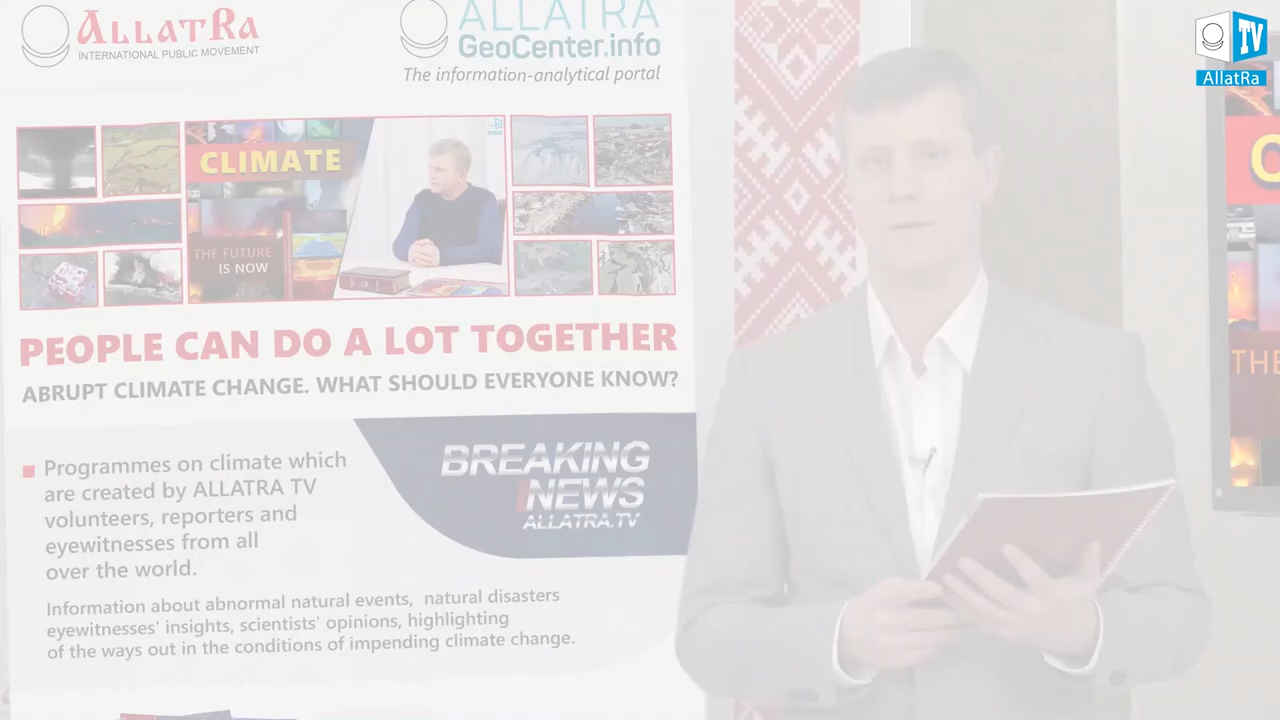 ALLATRA
INTERNATIONAL PUBLIC MOVEMENT
ALLATRA
GeoCenter.info
The information-analytical portal
TV
AllatRa
CLIMATE
THE FUTURE
IS NOW
PEOPLE CAN DO A LOT TOGETHER
ABRUPT CLIMATE CHANGE. WHAT SHOULD EVERYONE KNOW?
BREAKING
NEWS
ALLATRA.TV
Programmes on climate which
are created by ALLATRA TV
volunteers, reporters and
eyewitnesses from all
over the world.
Information about abnormal natural events, natural disasters
eyewitnesses' insights, scientists' opinions, highlighting
of the ways out in the conditions of impending climate change.
C
THE